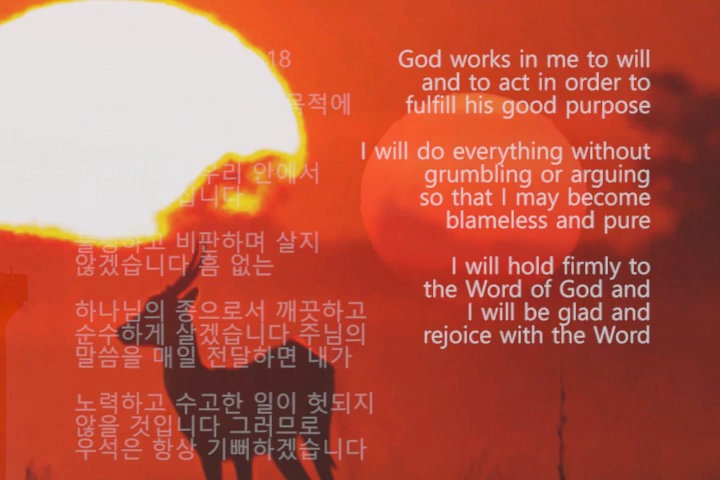 18
목적에
우리 안에서
비판하며 살지
않겠습니다 흠 없는
하나님의 종으로서 깨끗하고
순수하게 살겠습니다 주님의
말씀을 매일 전달하면 내가
노력하고 수고한 일이 헛되지
않을 것입니다 그러므로
우석은 항상 기뻐하겠습니다
God works in me to will
and to act in order to
fulfill his good purpose
I will do everything without
grumbling or arguing
so that I may become
blameless and pure
I will hold firmly to
the Word of God and
I will be glad and
rejoice with the Word